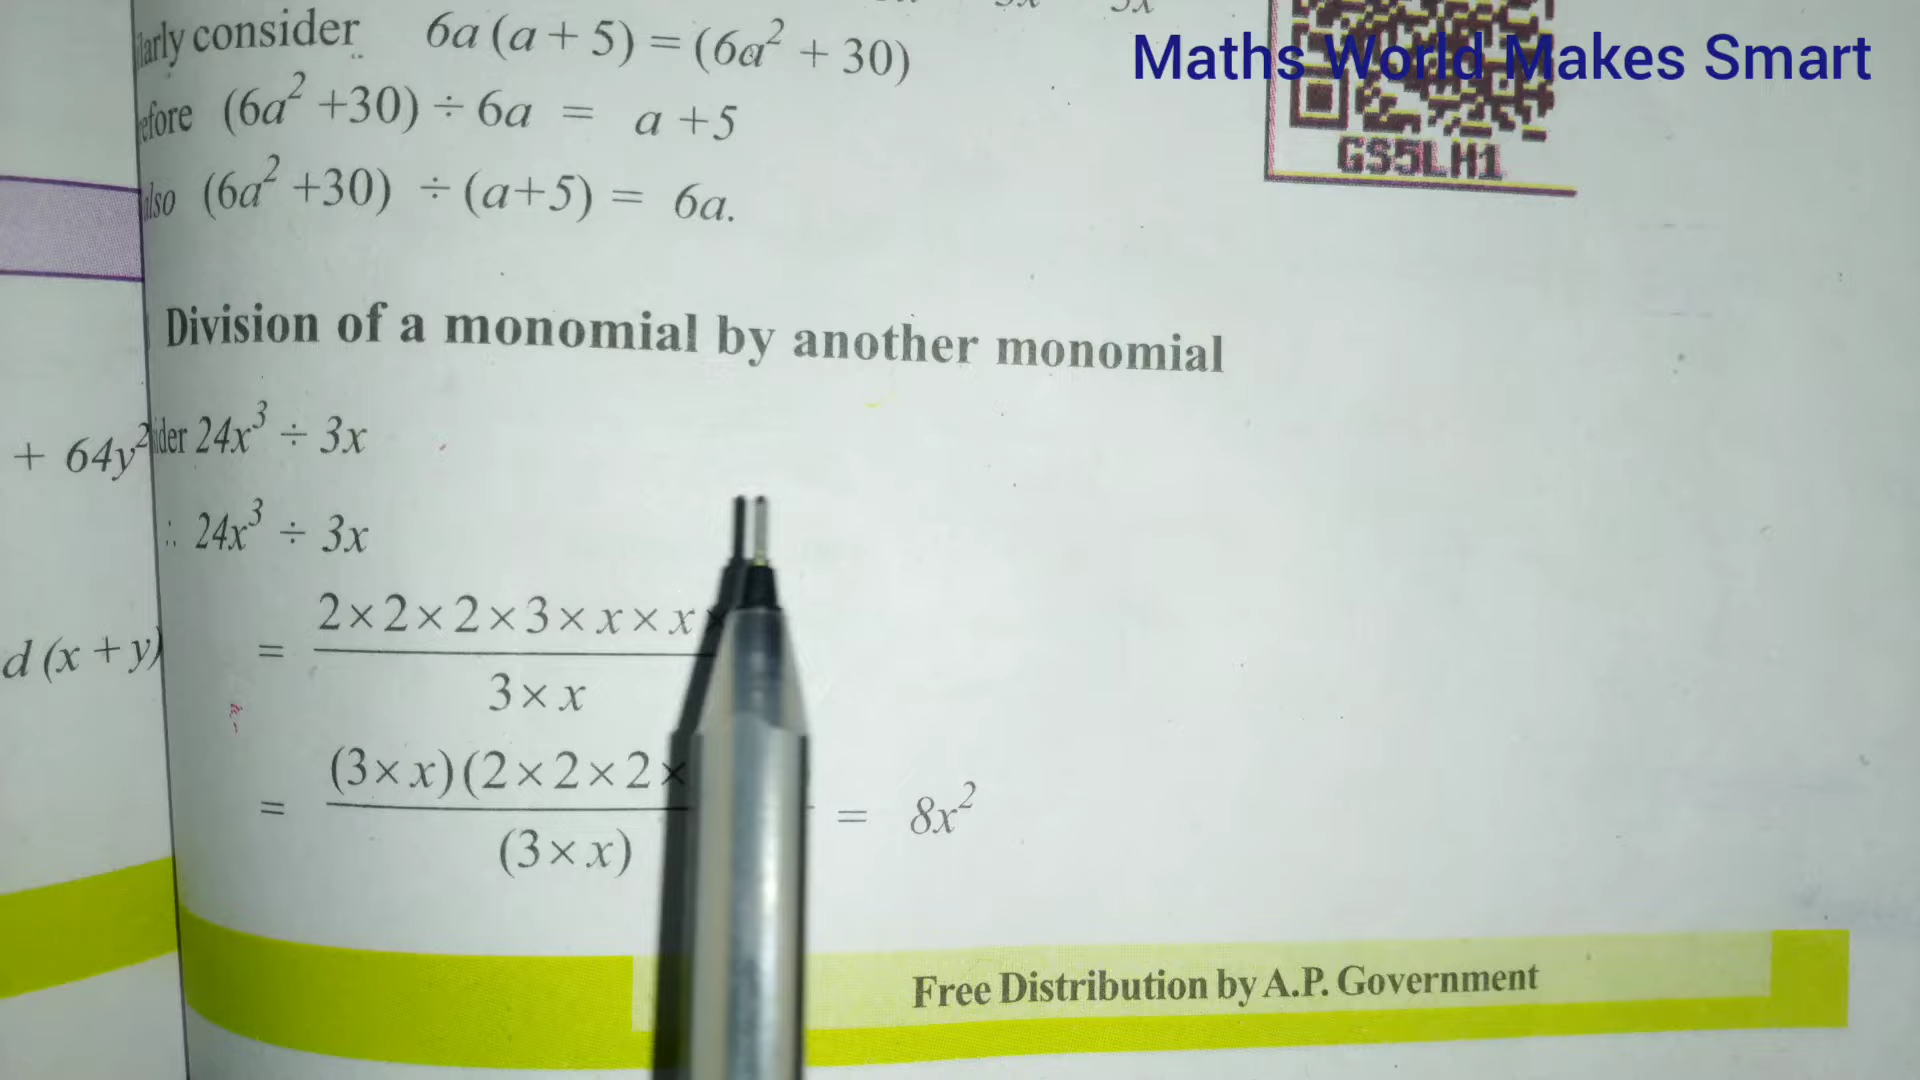 Maths World Makes Smart
larly consider 6a (a + 5) = (6a² + 30)
efore (6a² +30) ÷ 6a = a +5
also (6a² +30) ÷ (a+5) = 6a.
GS5LH1
Division of a monomial by another monomial
+ 64y²
ider 24x³ ÷ 3x
∴ 24x³ ÷ 3x
d (x + y)
= 2×2×2×3×x×x×
3×x
= (3×x)(2×2×2×
(3×x)
= 8x²
Free Distribution by A.P. Government